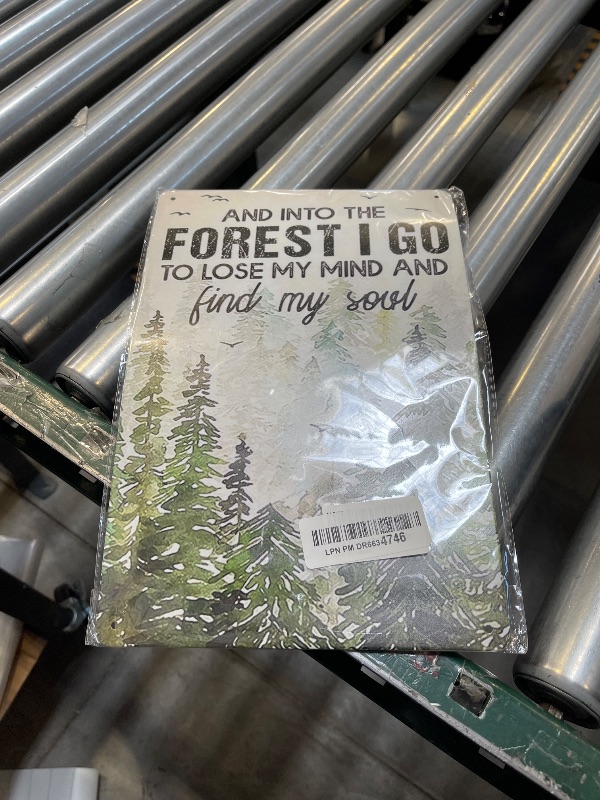 AND INTO THE
FOREST I GO
TO LOSE MY MIND AND
find my soul
LPN PM DR6634746